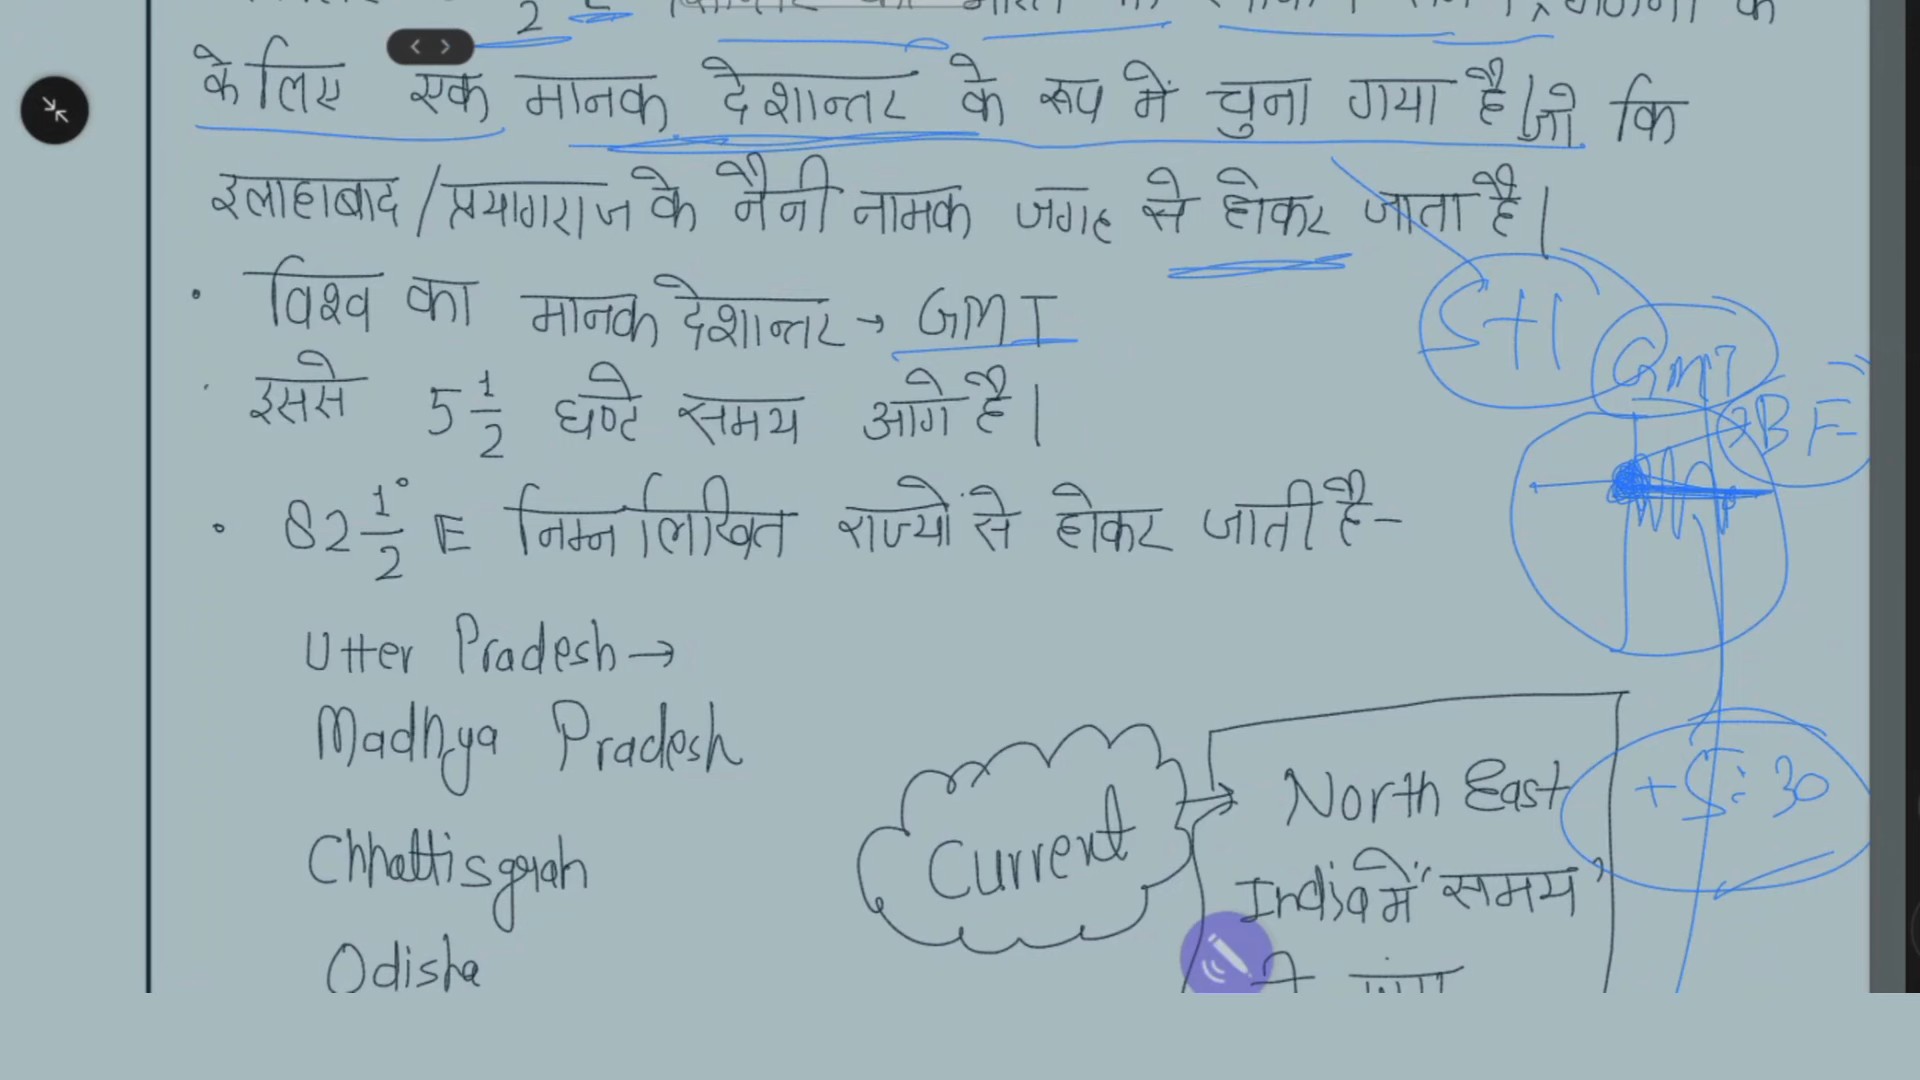 2
के लिए एक मानक देशान्तर के रूप में चुना गया है। जो कि
इलाहाबाद/प्रयागराज के नैनी नामक जगह से होकर जाता है।
• विश्व का मानक देशान्तर → GMT
• इससे 5 1/2 घण्टे समय आगे है।
• 82 1/2° E निम्नलिखित राज्यों से होकर जाती है-
Utter Pradesh →
Madhya Pradesh
Chhattisgrah
Odisha
Current → North East
India में "समय"
GMT
+5:30